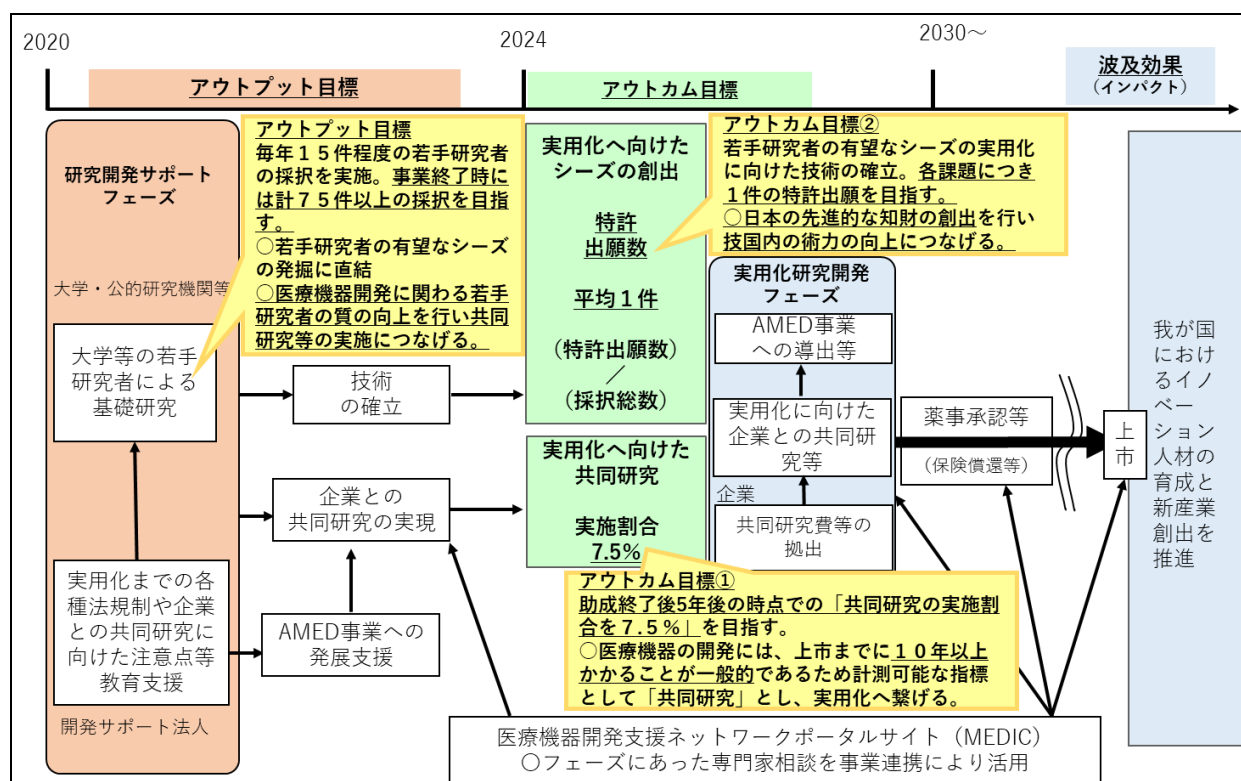 2020
2024
2030～
アウトプット目標
アウトカム目標
波及効果
（インパクト）
研究開発サポート
フェーズ
大学・公的研究機関等
大学等の若手
研究者による
基礎研究
実用化までの各
種法規制や企業
との共同研究に
向けた注意点等
教育支援
開発サポート法人
アウトプット目標
毎年１５件程度の若手研究者
の採択を実施。事業終了時に
は計７５件以上の採択を目指
す。
○若手研究者の有望なシーズ
の発掘に直結
○医療機器開発に関わる若手
研究者の質の向上を行い共同
研究等の実施につなげる。
技術
の確立
企業との
共同研究の実現
AMED事業への
発展支援
実用化へ向けた
シーズの創出
特許
出願数
平均１件
（特許出願数）
／
（採択総数）
実用化へ向けた
共同研究
実施割合
7.5%
アウトカム目標②
若手研究者の有望なシーズの実用化
に向けた技術の確立。各課題につき
１件の特許出願を目指す。
○日本の先進的な知財の創出を行い
技国内の術力の向上につなげる。
実用化研究開発
フェーズ
AMED事業
への導出等
実用化に向けた
企業との共同研
究等
企業
共同研究費等の
拠出
アウトカム目標①
助成終了後5年後の時点での「共同研究の実施割
合を７.５％」を目指す。
○医療機器の開発には、上市までに１０年以上
かかることが一般的であるため計測可能な指標
として「共同研究」とし、実用化へ繋げる。
薬事承認等
（保険償還等）
上
市
我が国
におけ
るイノ
ベー
ション
人材の
育成と
新産業
創出を
推進
医療機器開発支援ネットワークポータルサイト（MEDIC）
○フェーズにあった専門家相談を事業連携により活用